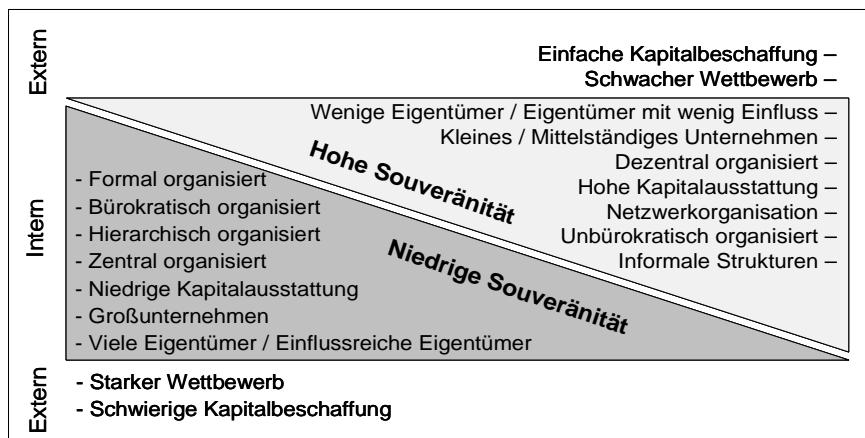 Extern
Einfache Kapitalbeschaffung –
Schwacher Wettbewerb –
Intern
Wenige Eigentümer / Eigentümer mit wenig Einfluss –
Kleines / Mittelständiges Unternehmen –
Dezentral organisiert –
Hohe Kapitalausstattung –
Netzwerkorganisation –
Unbürokratisch organisiert –
Informale Strukturen –
Hohe Souveränität
Niedrige Souveränität
- Formal organisiert
- Bürokratisch organisiert
- Hierarchisch organisiert
- Zentral organisiert
- Niedrige Kapitalausstattung
- Großunternehmen
- Viele Eigentümer / Einflussreiche Eigentümer
Extern
- Starker Wettbewerb
- Schwierige Kapitalbeschaffung